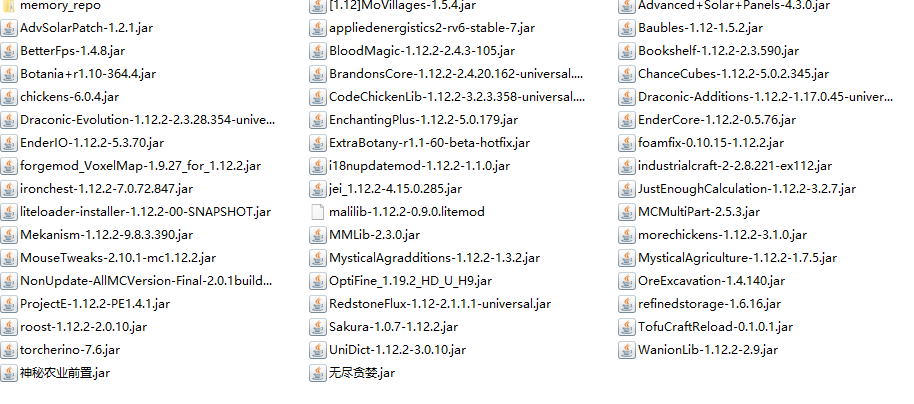 memory_repo
[1.12]MoVillages-1.5.4.jar
Advanced+Solar+Panels-4.3.0.jar
AdvSolarPatch-1.2.1.jar
appliedenergistics2-rv6-stable-7.jar
Baubles-1.12-1.5.2.jar
BetterFps-1.4.8.jar
BloodMagic-1.12.2-2.4.3-105.jar
Bookshelf-1.12.2-2.3.590.jar
Botania+r1.10-364.4.jar
BrandonsCore-1.12.2-2.4.20.162-universal....
ChanceCubes-1.12.2-5.0.2.345.jar
chickens-6.0.4.jar
CodeChickenLib-1.12.2-3.2.3.358-universal....
Draconic-Additions-1.12.2-1.17.0.45-univer...
Draconic-Evolution-1.12.2-2.3.28.354-unive...
EnchantingPlus-1.12.2-5.0.179.jar
EnderCore-1.12.2-0.5.76.jar
EnderIO-1.12.2-5.3.70.jar
ExtraBotany-r1.1-60-beta-hotfix.jar
foamfix-0.10.15-1.12.2.jar
forgemod_VoxelMap-1.9.27_for_1.12.2.jar
i18nupdatemod-1.12.2-1.1.0.jar
industrialcraft-2-2.8.221-ex112.jar
ironchest-1.12.2-7.0.72.847.jar
jei_1.12.2-4.15.0.285.jar
JustEnoughCalculation-1.12.2-3.2.7.jar
liteloader-installer-1.12.2-00-SNAPSHOT.jar
malilib-1.12.2-0.9.0.litemod
MCMultiPart-2.5.3.jar
Mekanism-1.12.2-9.8.3.390.jar
MMLib-2.3.0.jar
morechickens-1.12.2-3.1.0.jar
MouseTweaks-2.10.1-mc1.12.2.jar
MysticalAgradditions-1.12.2-1.3.2.jar
MysticalAgriculture-1.12.2-1.7.5.jar
NonUpdate-AllMCVersion-Final-2.0.1build...
OptiFine_1.19.2_HD_U_H9.jar
OreExcavation-1.4.140.jar
ProjectE-1.12.2-PE1.4.1.jar
RedstoneFlux-1.12-2.1.1.1-universal.jar
refinedstorage-1.6.16.jar
roost-1.12.2-2.0.10.jar
Sakura-1.0.7-1.12.2.jar
TofuCraftReload-0.1.0.1.jar
torcherino-7.6.jar
UniDict-1.12.2-3.0.10.jar
WanionLib-1.12.2-2.9.jar
神秘农业前置.jar
无尽贪婪.jar